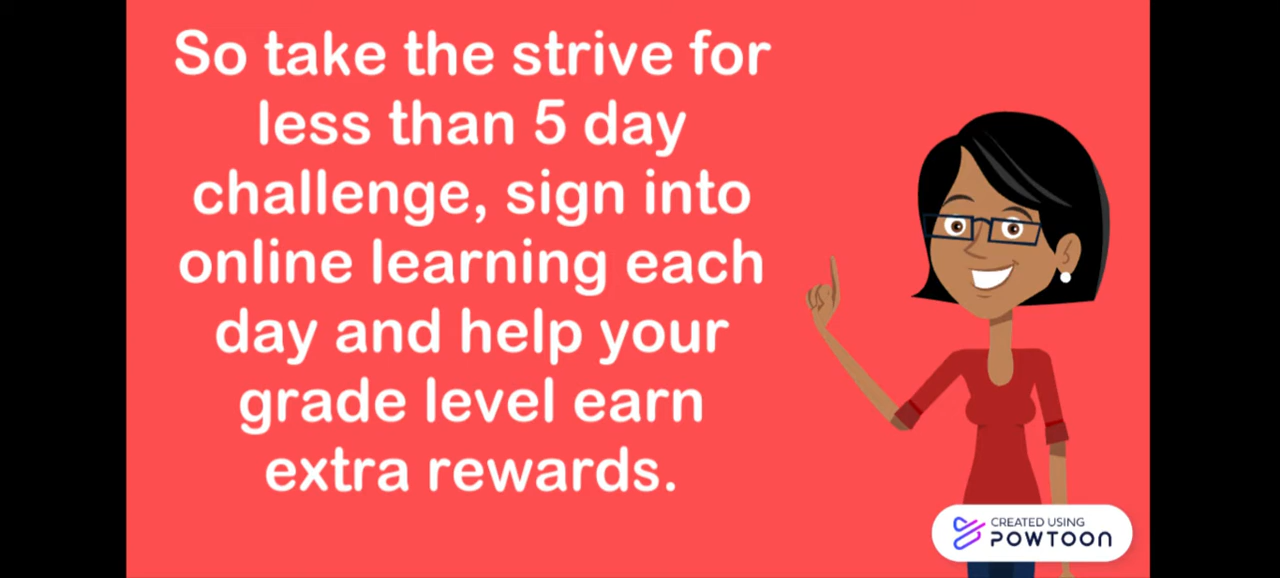 So take the strive for
less than 5 day
challenge, sign into
online learning each
day and help your
grade level earn
extra rewards.
CREATED USING
POWTOON